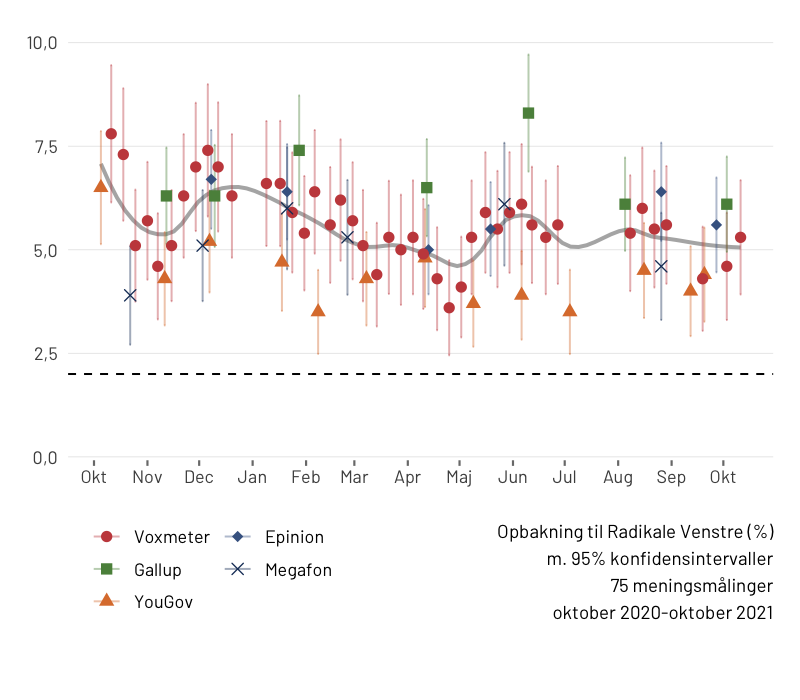 10,0
7,5
5,0
2,5
0,0
Okt Nov Dec Jan Feb Mar Apr Maj Jun Jul Aug Sep Okt
Voxmeter
Gallup
YouGov
Epinion
Megafon
Opbakning til Radikale Venstre (%)
m. 95% konfidensintervaller
75 meningsmålinger
oktober 2020-oktober 2021